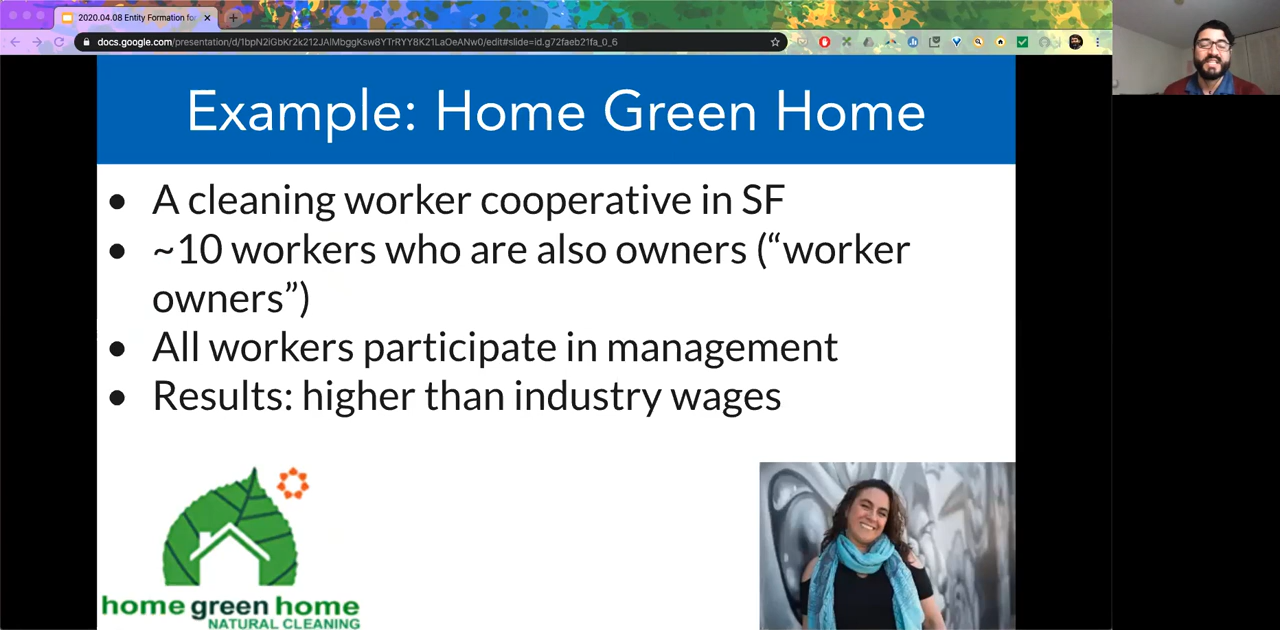 2020.04.08 Entity Formation for
docs.google.com/presentation/d/1bpN2iGbKr2k212JAIMbggKsw8YTrRYY8K21LaOeANw0/edit#slide=id.g72faeb21fa_0_6
Example: Home Green Home
● A cleaning worker cooperative in SF
● ~10 workers who are also owners (“worker
owners”)
● All workers participate in management
● Results: higher than industry wages
home green home
NATURAL CLEANING